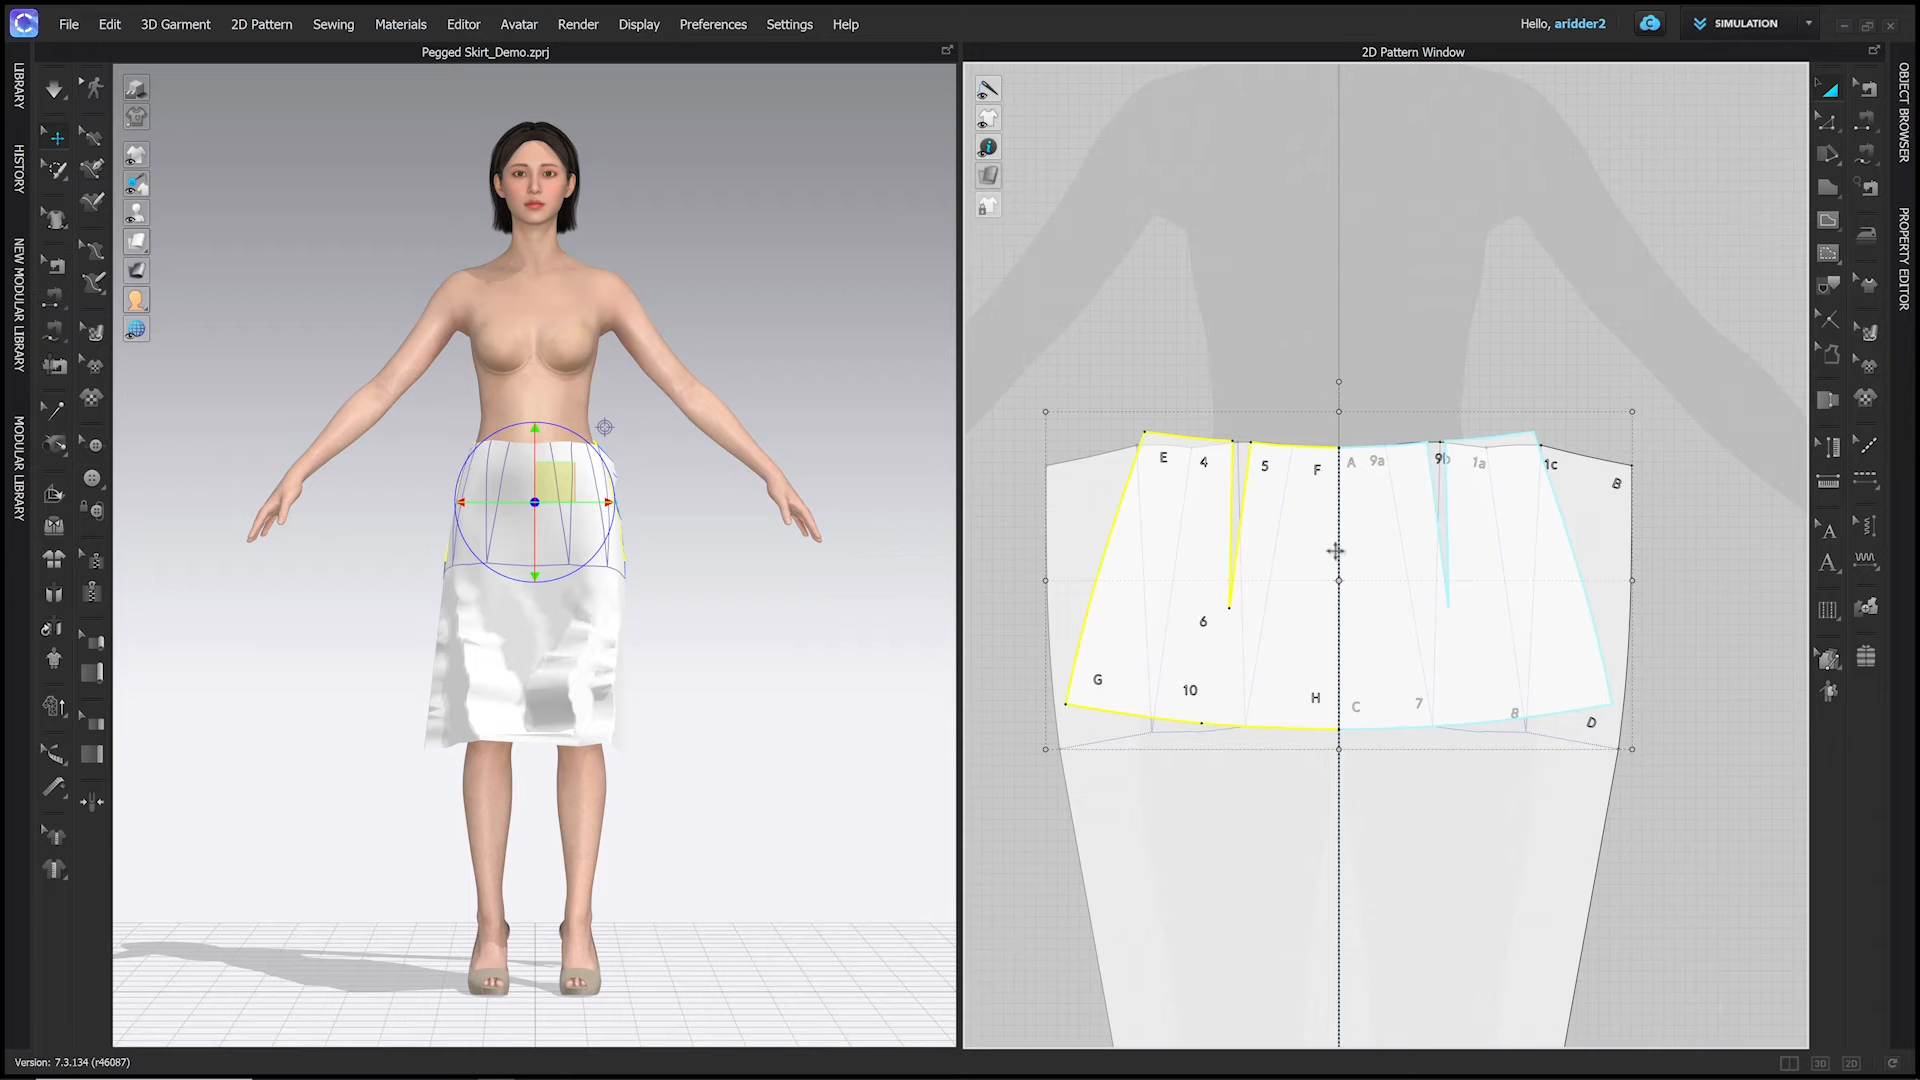 File Edit 3D Garment 2D Pattern Sewing Materials Editor Avatar Render Display Preferences Settings Help
Hello, aridder2
SIMULATION
Pegged Skirt_Demo.zprj
2D Pattern Window
LIBRARY
HISTORY
NEW MODULAR LIBRARY
MODULAR LIBRARY
OBJECT BROWSER
PROPERTY EDITOR
E 4 5 F A 9a 9b 1a 1c
B
6
G 10 H C 7 8 D
A
A
Version: 7.3.134 (r46087)
3D 2D